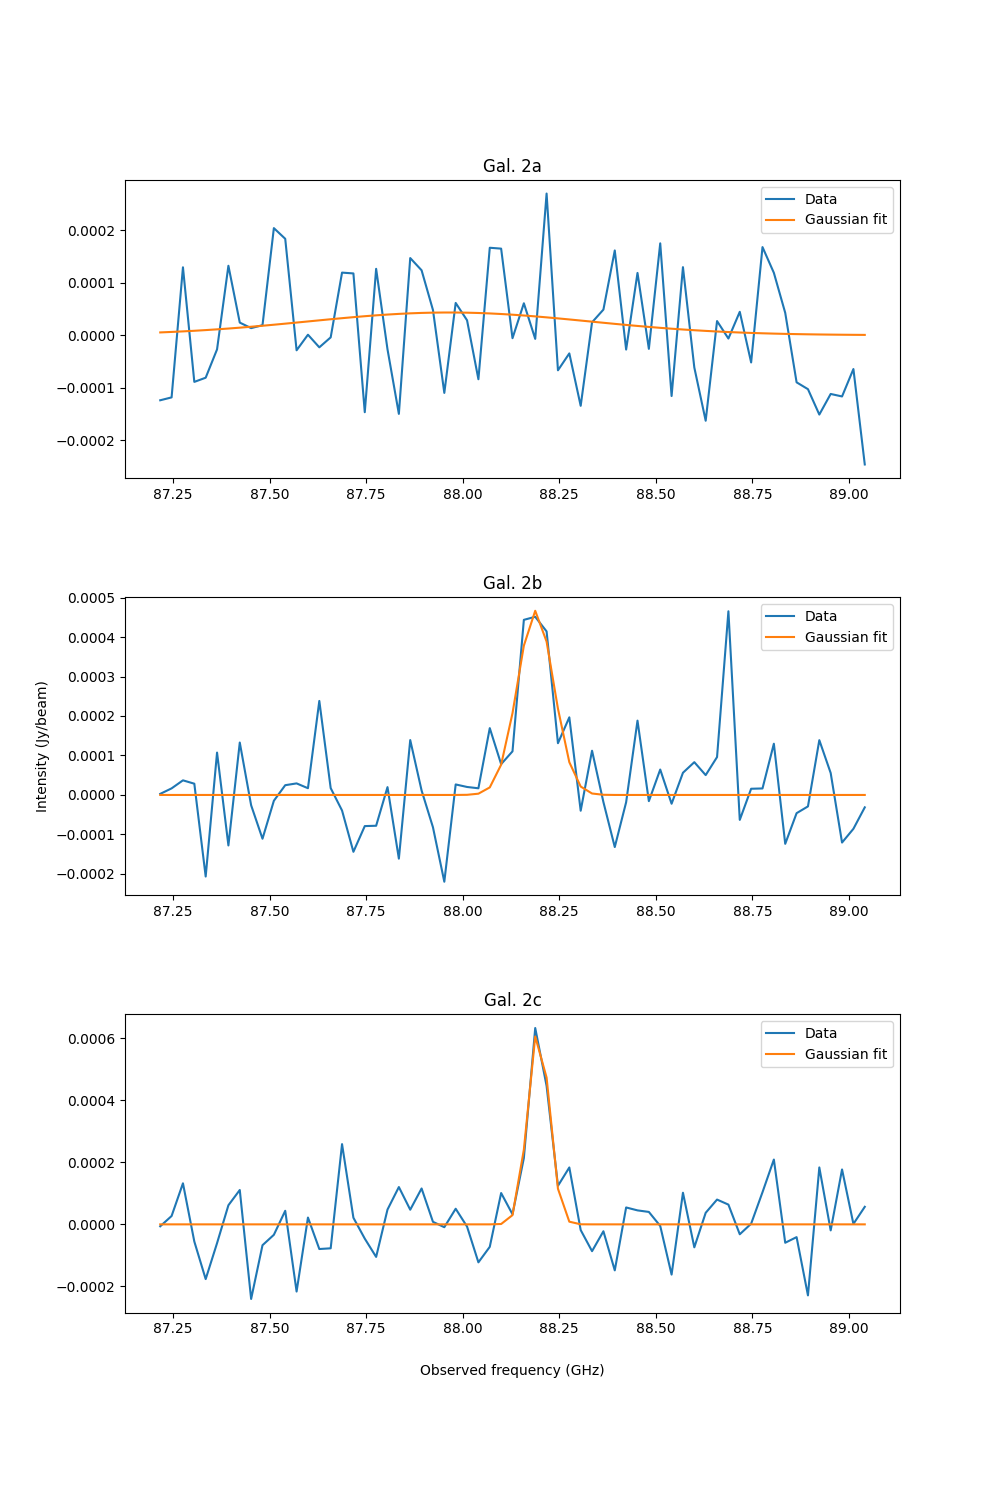 Gal. 2a
Data
Gaussian fit
0.0002
0.0001
0.0000
−0.0001
−0.0002
87.25 87.50 87.75 88.00 88.25 88.50 88.75 89.00
Gal. 2b
Data
Gaussian fit
0.0005
0.0004
0.0003
0.0002
0.0001
0.0000
−0.0001
−0.0002
Intensity (Jy/beam)
87.25 87.50 87.75 88.00 88.25 88.50 88.75 89.00
Gal. 2c
Data
Gaussian fit
0.0006
0.0004
0.0002
0.0000
−0.0002
87.25 87.50 87.75 88.00 88.25 88.50 88.75 89.00
Observed frequency (GHz)